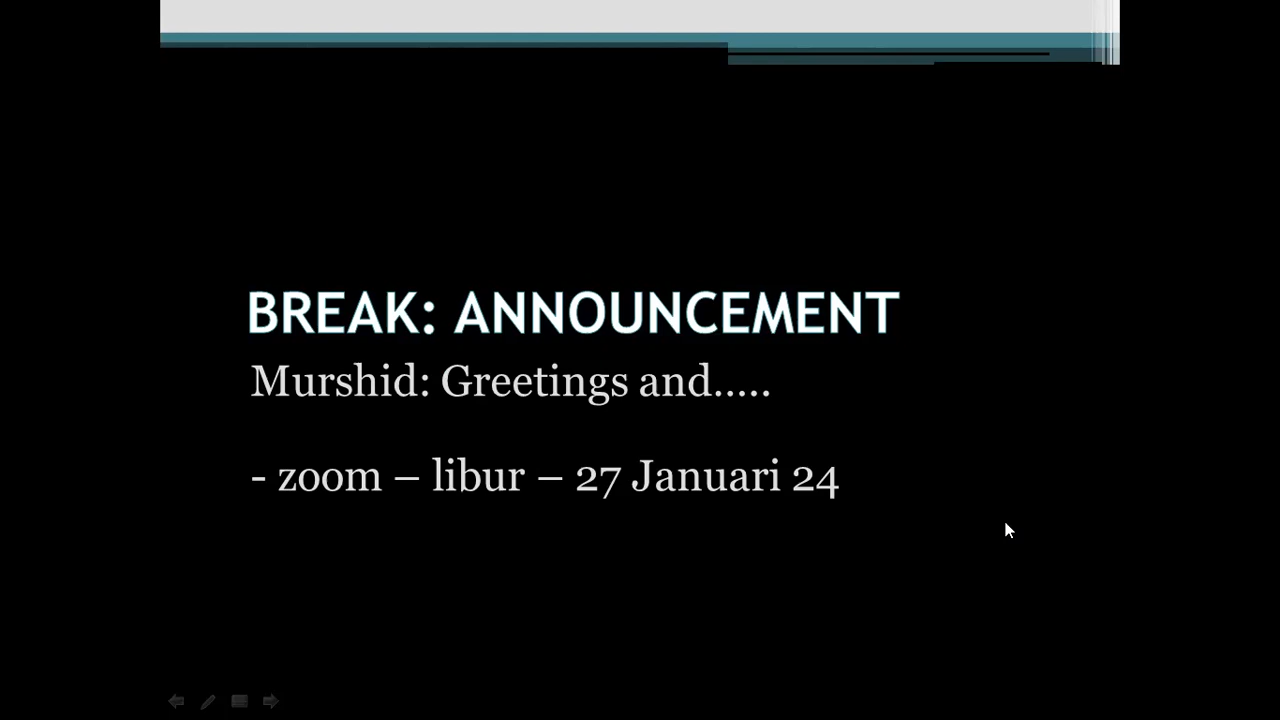 BREAK: ANNOUNCEMENT
Murshid: Greetings and.....
- zoom – libur – 27 Januari 24